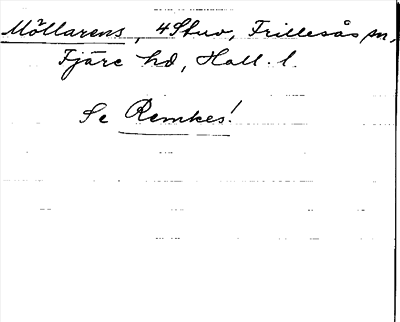 Möllarens, 4 Stuv, Frillesås sn,
Fjäre hd, Hall. l.
Se Remkes!